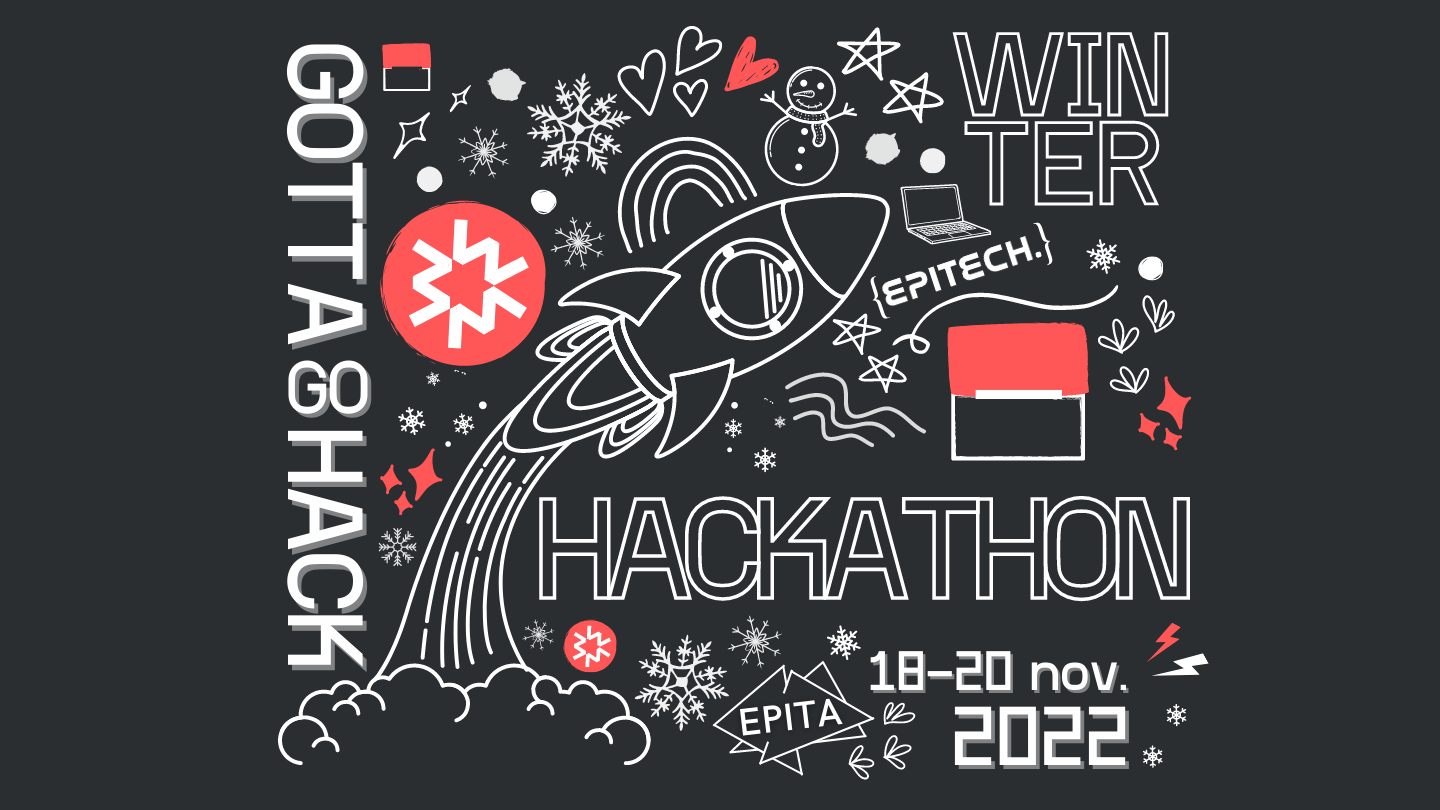 GOTTA GO HACK
WIN
TER
{EPITECH.}
HACKATHON
18-20 nov.
2022
EPITA